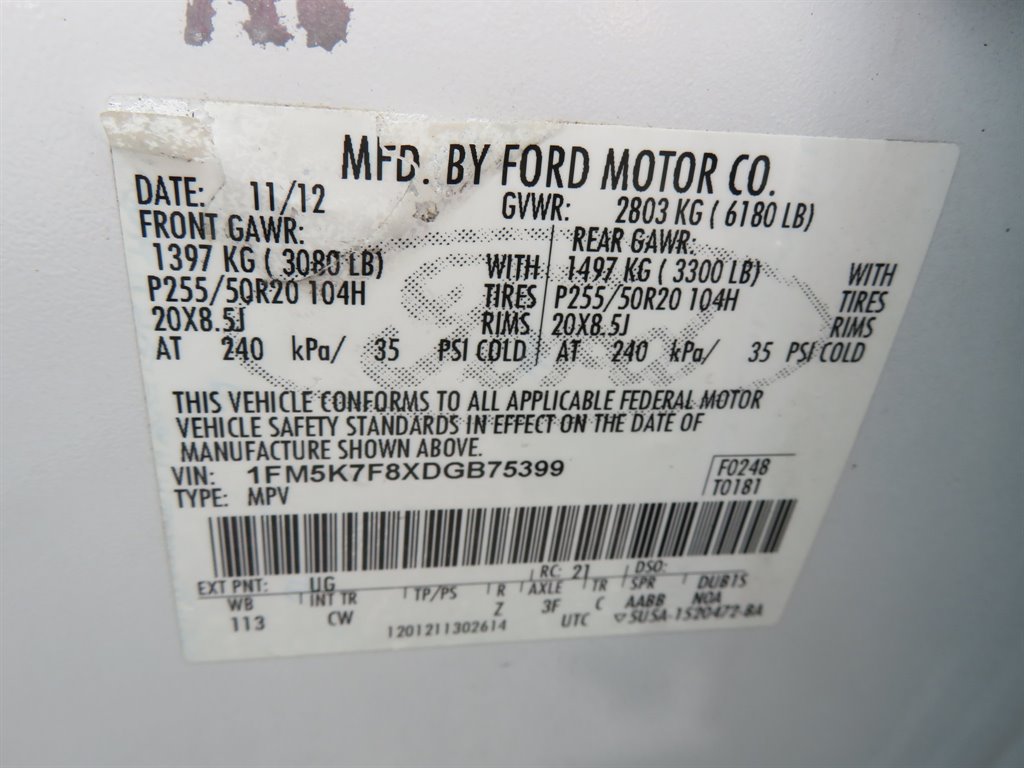 MFD. BY FORD MOTOR CO.
DATE: 11/12 GVWR: 2803 KG ( 6180 LB)
FRONT GAWR: REAR GAWR:
1397 KG ( 3080 LB) WITH 1497 KG ( 3300 LB) WITH
P255/50R20 104H TIRES P255/50R20 104H TIRES
20X8.5J RIMS 20X8.5J RIMS
AT 240 kPa/ 35 PSI COLD AT 240 kPa/ 35 PSI COLD
Ford
THIS VEHICLE CONFORMS TO ALL APPLICABLE FEDERAL MOTOR
VEHICLE SAFETY STANDARDS IN EFFECT ON THE DATE OF
MANUFACTURE SHOWN ABOVE.
VIN: 1FM5K7F8XDGB75399 F0248
TYPE: MPV T0181
EXT PNT: UG RC: 21 DSO:
WB INT TR TP/PS R AXLE TR SPR DUB1S
113 CW Z 3F C AABB NOA
1201211302614 UTC ▽SU5A-1520472-BA